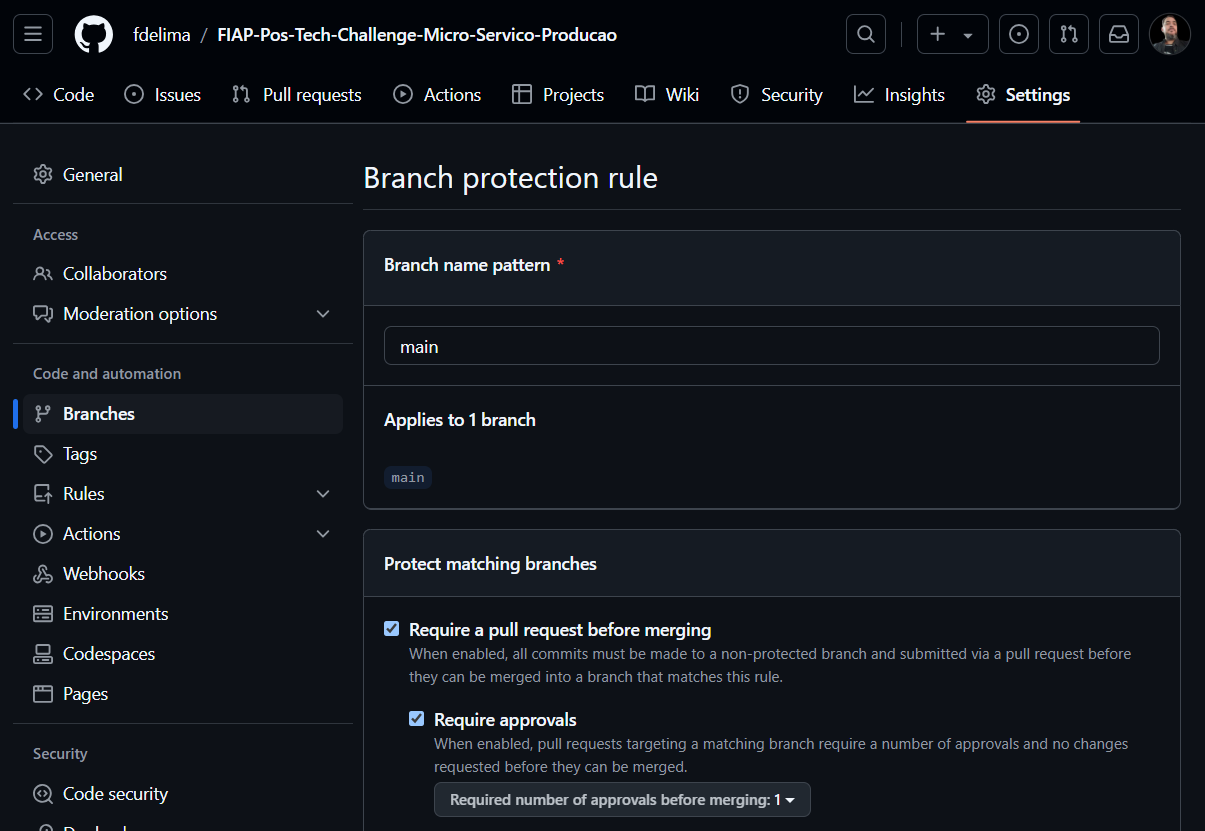 fdelima / FIAP-Pos-Tech-Challenge-Micro-Servico-Producao
Code Issues Pull requests Actions Projects Wiki Security Insights Settings
General
Access
Collaborators
Moderation options
Code and automation
Branches
Tags
Rules
Actions
Webhooks
Environments
Codespaces
Pages
Security
Code security
Branch protection rule
Branch name pattern *
main
Applies to 1 branch
main
Protect matching branches
Require a pull request before merging
When enabled, all commits must be made to a non-protected branch and submitted via a pull request before
they can be merged into a branch that matches this rule.
Require approvals
When enabled, pull requests targeting a matching branch require a number of approvals and no changes
requested before they can be merged.
Required number of approvals before merging: 1